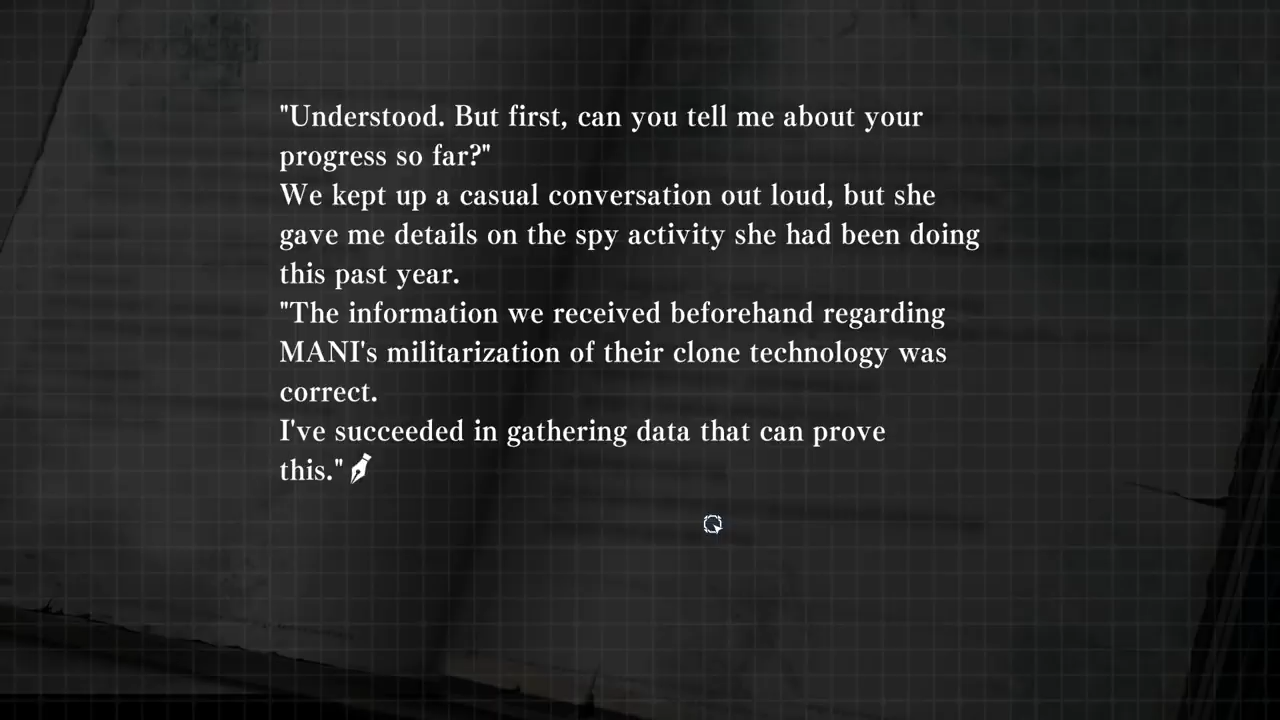 "Understood. But first, can you tell me about your
progress so far?"
We kept up a casual conversation out loud, but she
gave me details on the spy activity she had been doing
this past year.
"The information we received beforehand regarding
MANI's militarization of their clone technology was
correct.
I've succeeded in gathering data that can prove
this."